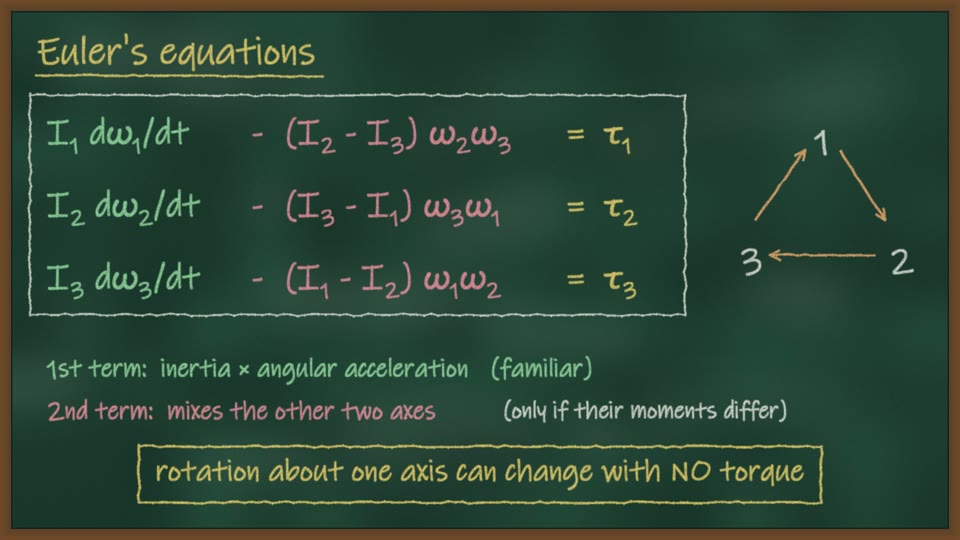 Euler's equations
I₁ dω₁/dt - (I₂ - I₃) ω₂ω₃ = τ₁
I₂ dω₂/dt - (I₃ - I₁) ω₃ω₁ = τ₂
I₃ dω₃/dt - (I₁ - I₂) ω₁ω₂ = τ₃
1
3 2
1st term: inertia × angular acceleration (familiar)
2nd term: mixes the other two axes (only if their moments differ)
rotation about one axis can change with NO torque